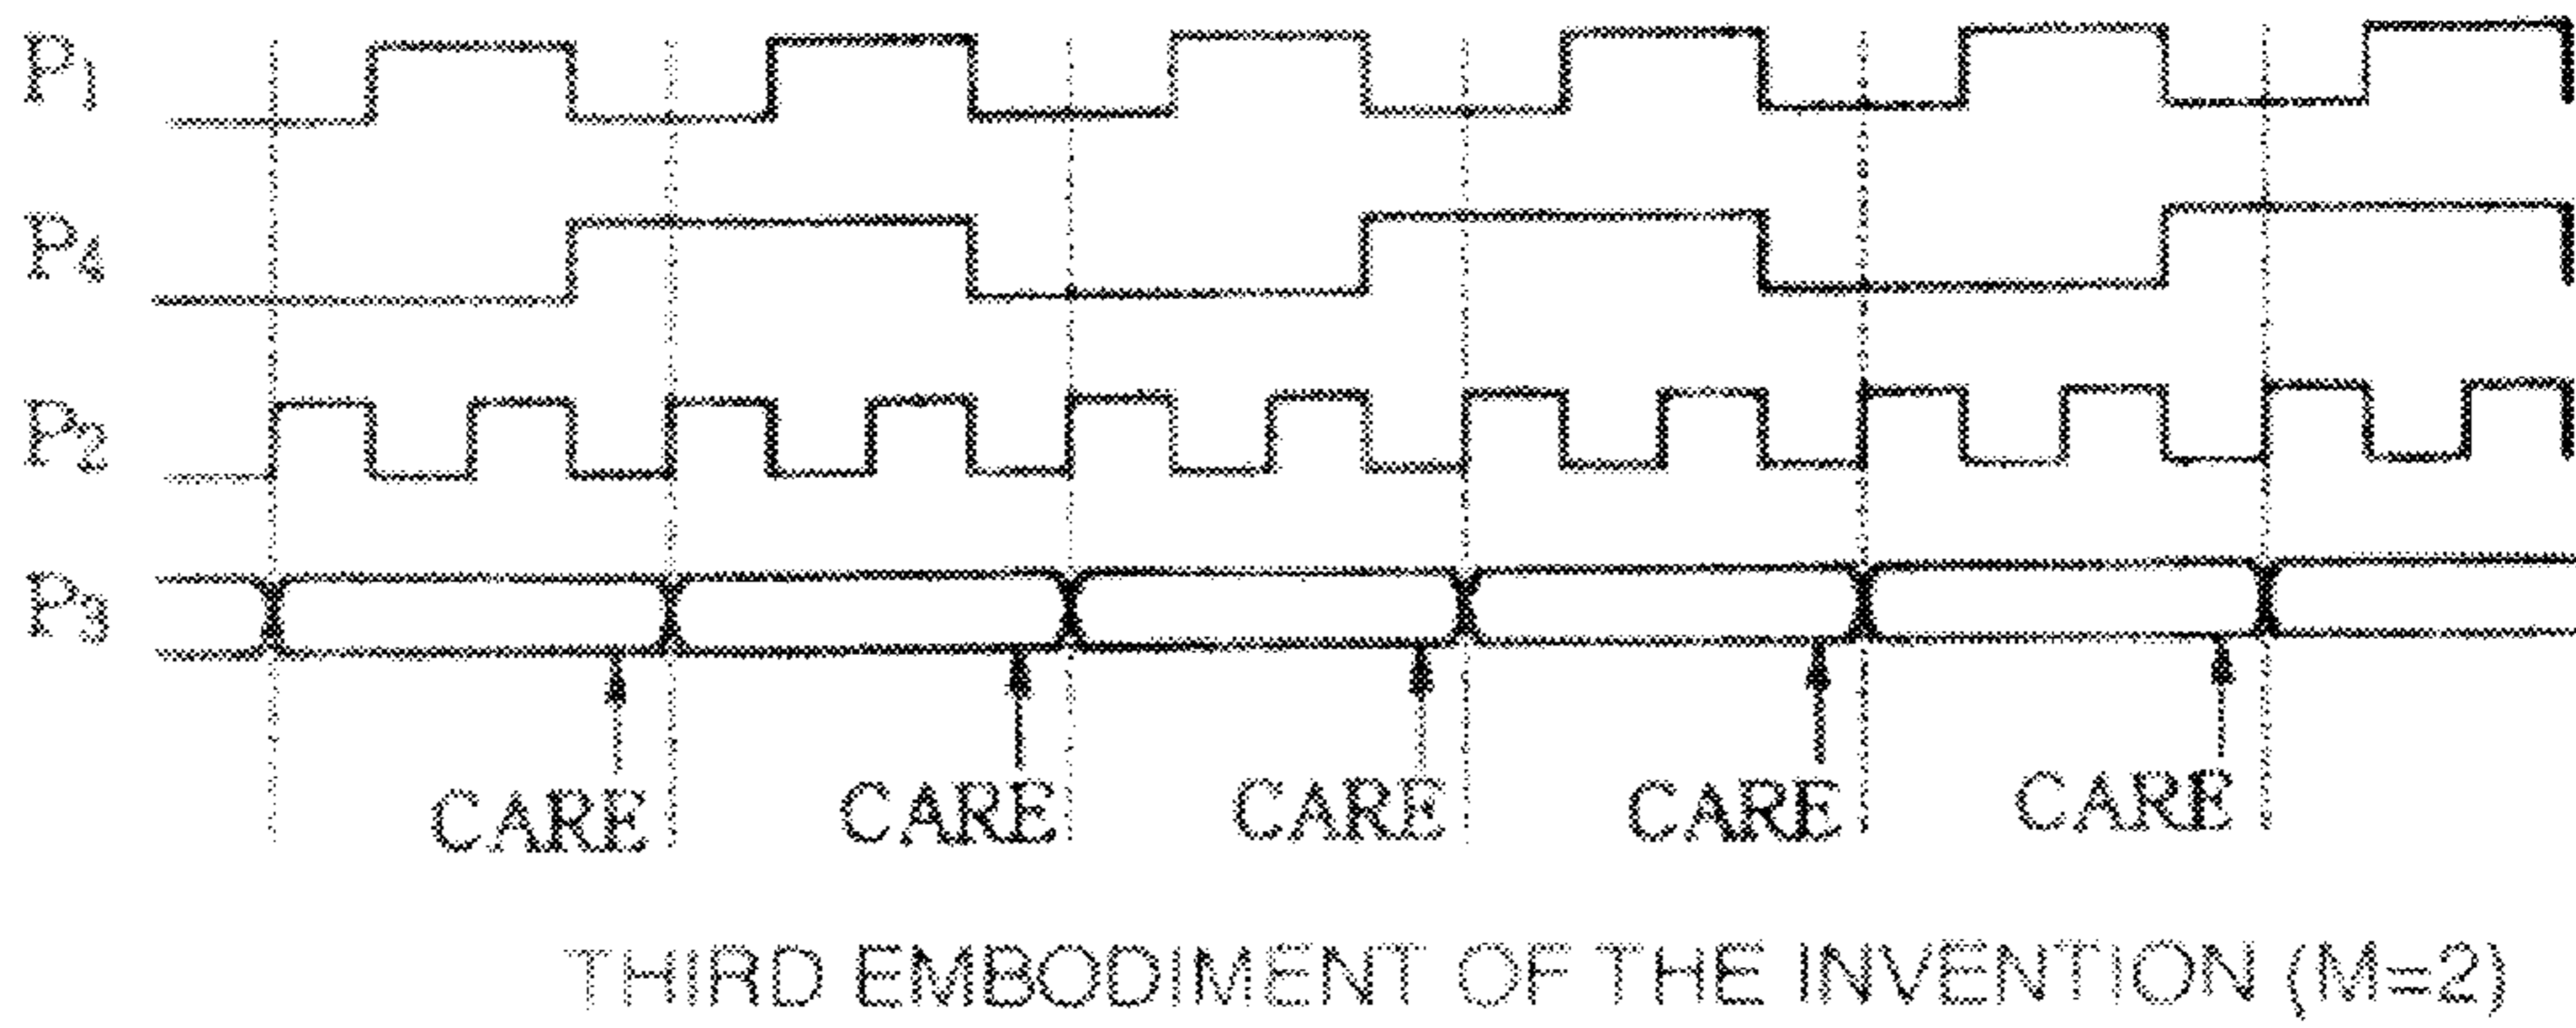 P1
P4
P2
P3
CARE CARE CARE CARE CARE
THIRD EMBODIMENT OF THE INVENTION (M=2)